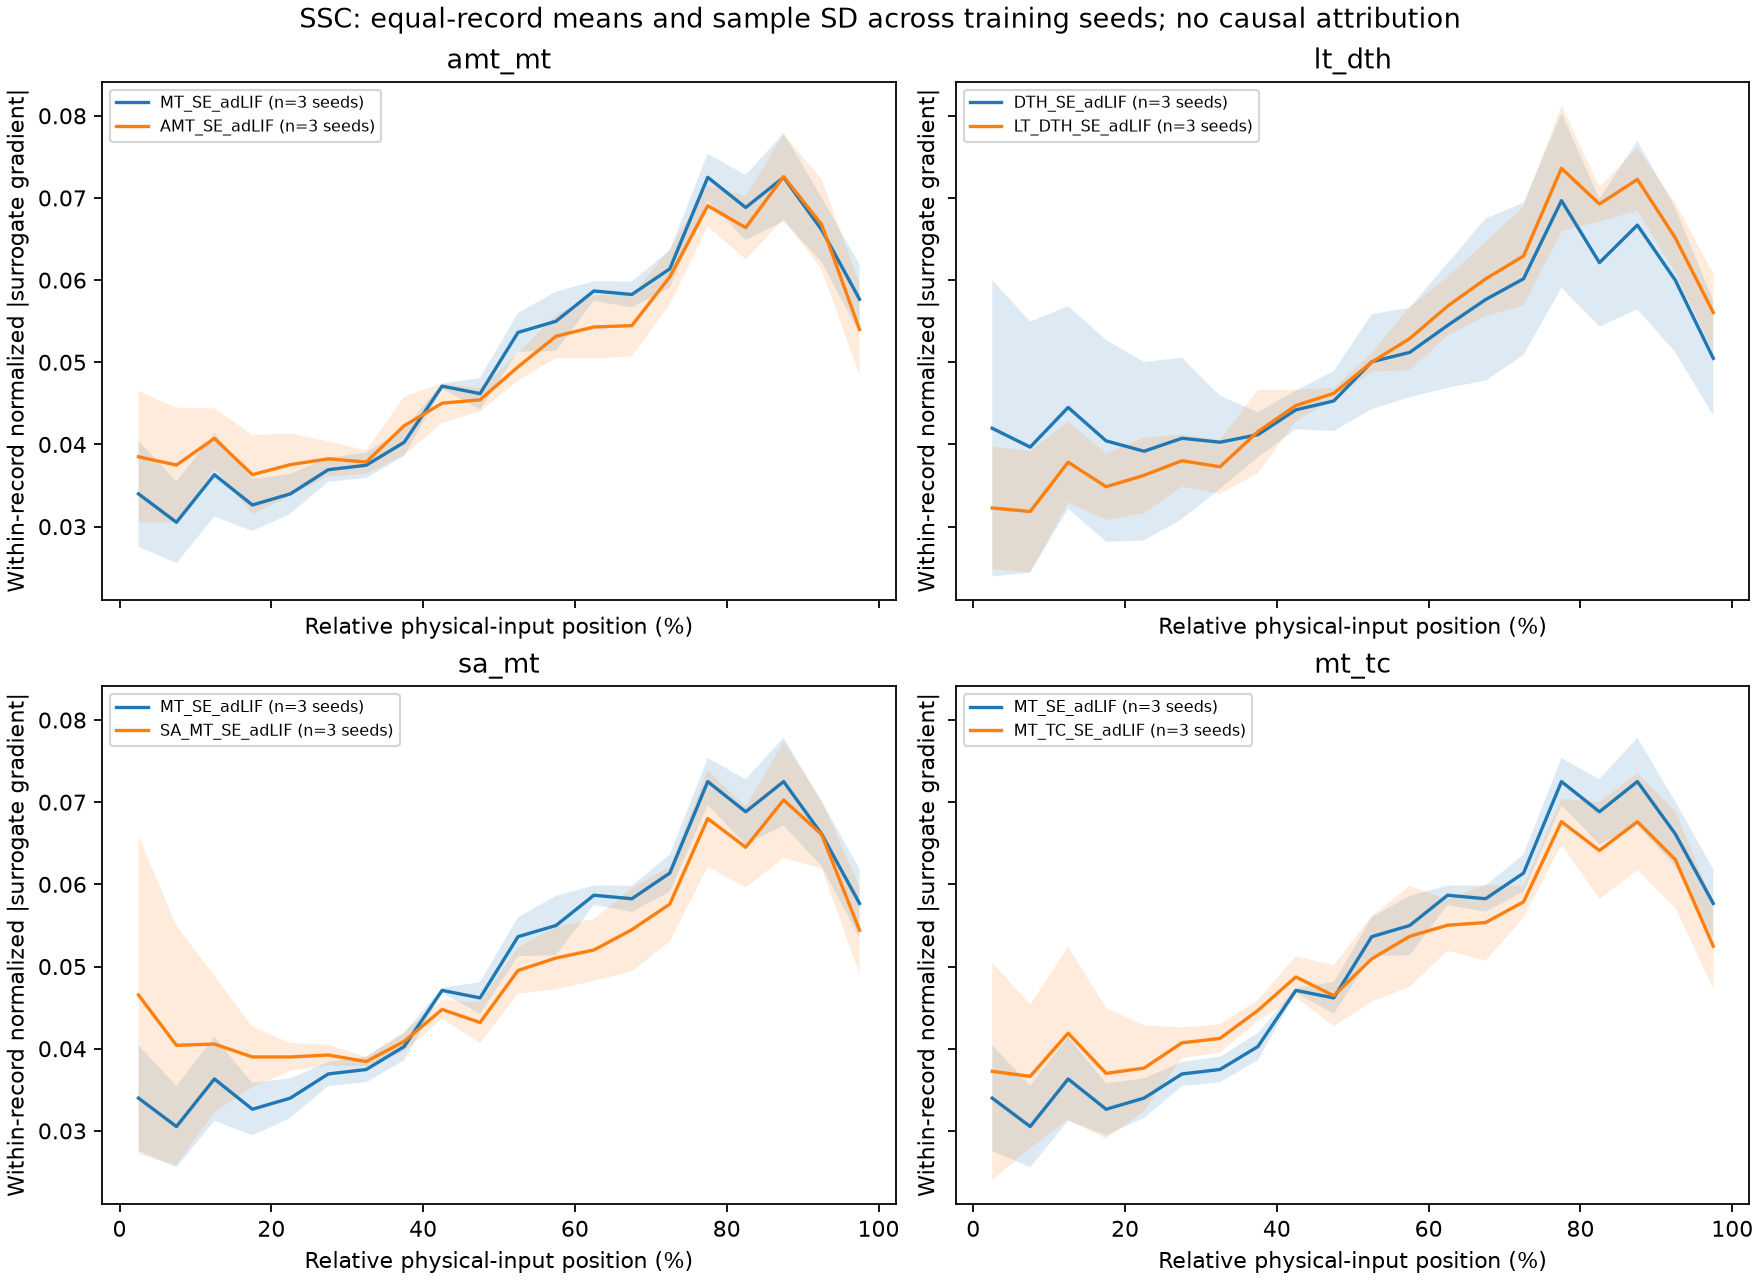 SSC: equal-record means and sample SD across training seeds; no causal attribution
amt_mt
Within-record normalized |surrogate gradient|
0.08
0.07
0.06
0.05
0.04
0.03
MT_SE_adLIF (n=3 seeds)
AMT_SE_adLIF (n=3 seeds)
Relative physical-input position (%)
lt_dth
Within-record normalized |surrogate gradient|
DTH_SE_adLIF (n=3 seeds)
LT_DTH_SE_adLIF (n=3 seeds)
Relative physical-input position (%)
sa_mt
Within-record normalized |surrogate gradient|
0.08
0.07
0.06
0.05
0.04
0.03
MT_SE_adLIF (n=3 seeds)
SA_MT_SE_adLIF (n=3 seeds)
0 20 40 60 80 100
Relative physical-input position (%)
mt_tc
Within-record normalized |surrogate gradient|
MT_SE_adLIF (n=3 seeds)
MT_TC_SE_adLIF (n=3 seeds)
0 20 40 60 80 100
Relative physical-input position (%)